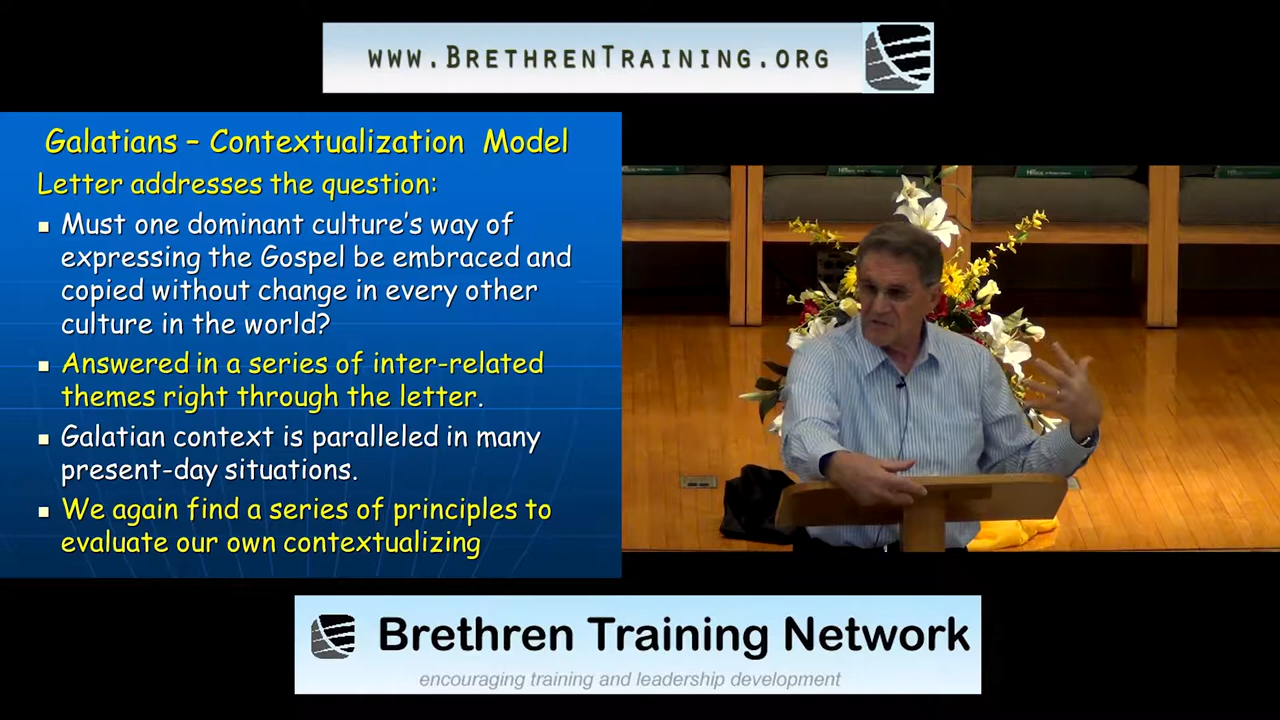 www.BrethrenTraining.org
Galatians – Contextualization Model
Letter addresses the question:
Must one dominant culture's way of
expressing the Gospel be embraced and
copied without change in every other
culture in the world?
Answered in a series of inter-related
themes right through the letter.
Galatian context is paralleled in many
present-day situations.
We again find a series of principles to
evaluate our own contextualizing
Brethren Training Network
encouraging training and leadership development